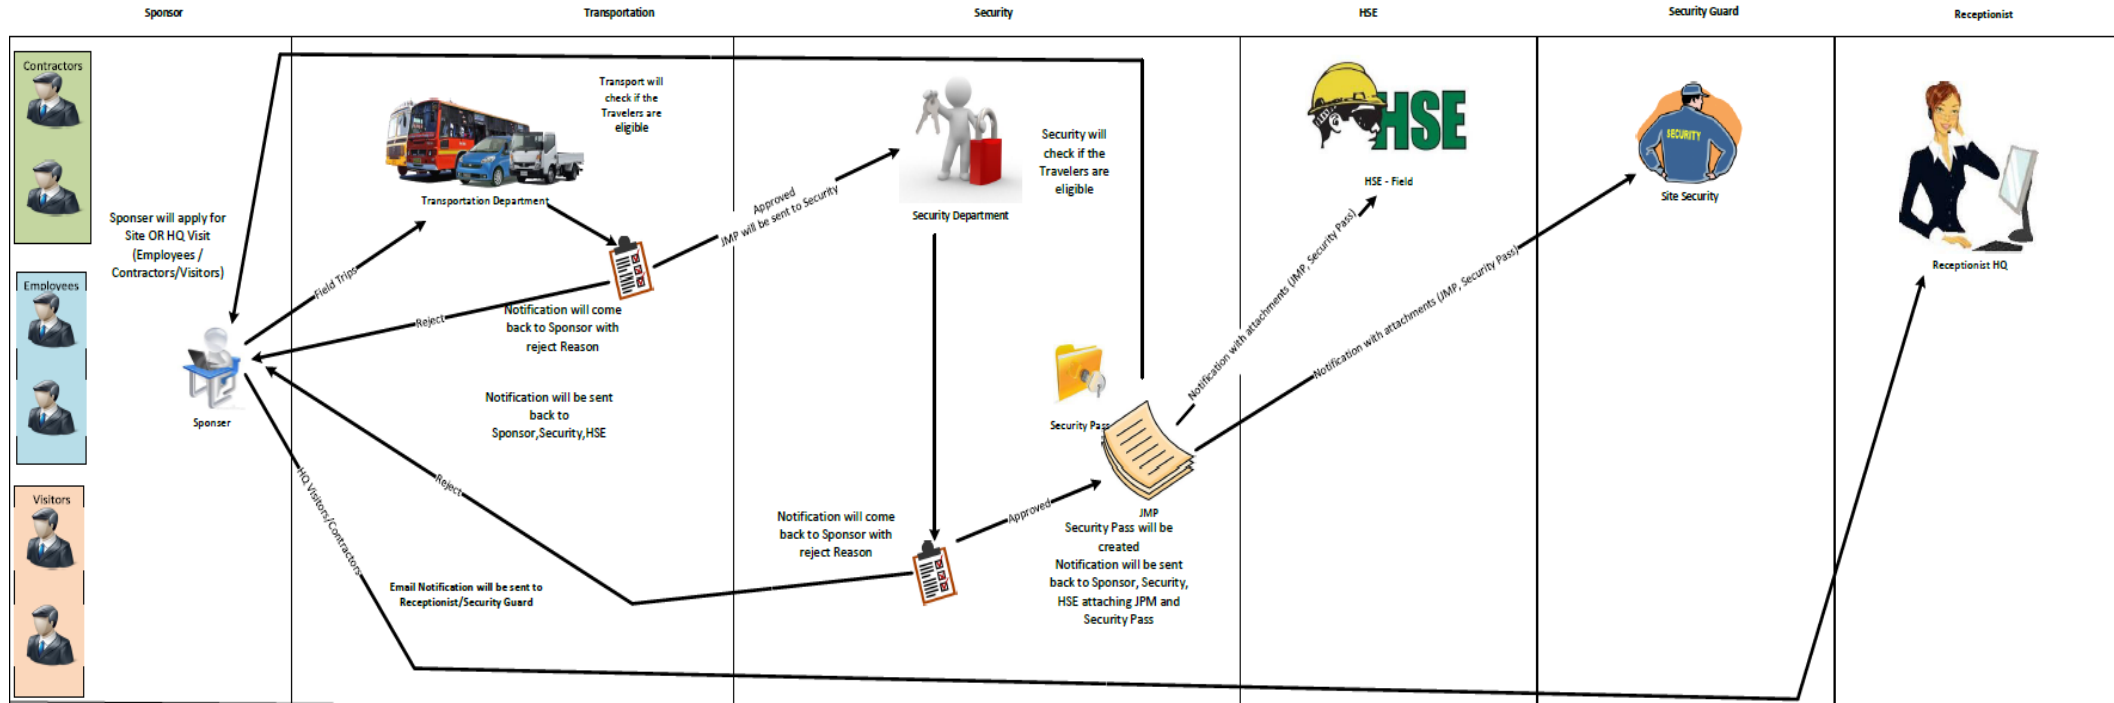 Sponsor
Transportation
Security
HSE
Security Guard
Receptionist
Contractors
Employees
Visitors
Sponser will apply for
Site OR HQ Visit
(Employees /
Contractors/Visitors)
Sponser
Field Trips
Transport will
check if the
Travelers are
eligible
Transportation Department
Reject
Notification will come
back to Sponsor with
reject Reason
Notification will be sent
back to
Sponsor,Security,HSE
Reject
HQ Visitors/Contractors
Email Notification will be sent to
Receptionist/Security Guard
Approved
JMP will be sent to Security
Security Department
Security will
check if the
Travelers are
eligible
Notification will come
back to Sponsor with
reject Reason
Approved
Security Pass
JMP
Security Pass will be
created
Notification will be sent
back to Sponsor, Security,
HSE attaching JPM and
Security Pass
Notification with attachments (JMP, Security Pass)
Notification with attachments (JMP, Security Pass)
HSE
HSE - Field
SECURITY
Site Security
Receptionist HQ